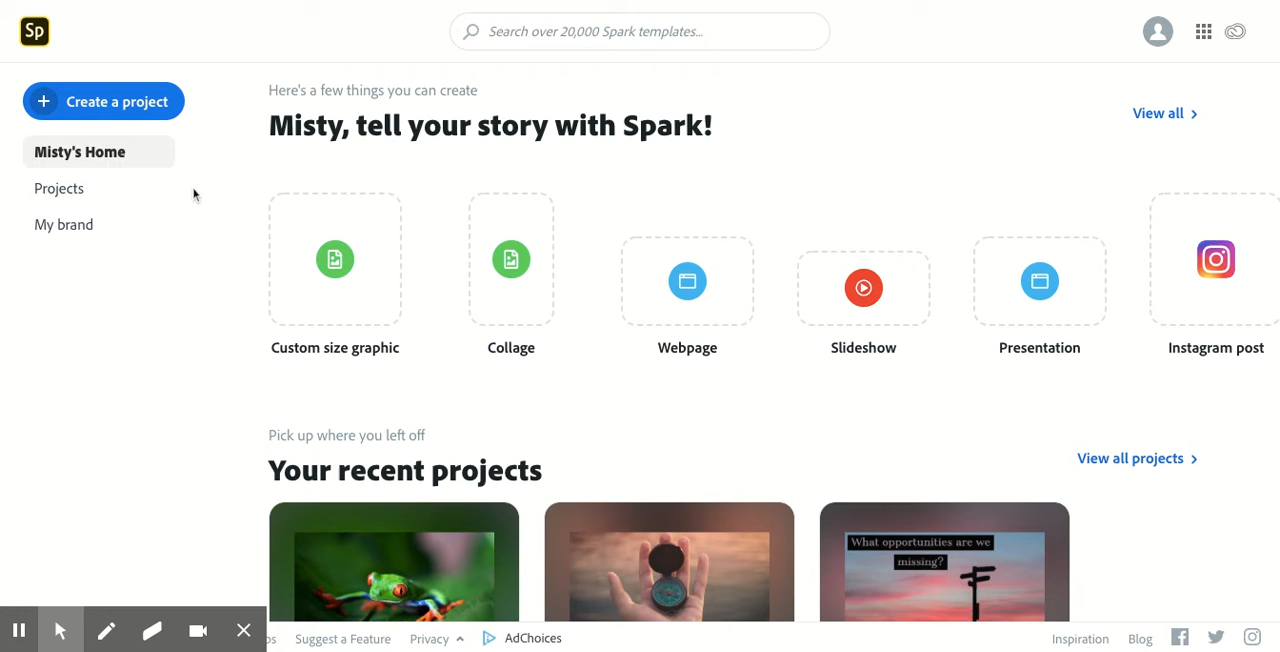 Sp
Search over 20,000 Spark templates...
Create a project
Misty's Home
Projects
My brand
Here's a few things you can create
Misty, tell your story with Spark!
View all >
Custom size graphic
Collage
Webpage
Slideshow
Presentation
Instagram post
Pick up where you left off
Your recent projects
View all projects >
What opportunities are we
missing?
ps
Suggest a Feature
Privacy
AdChoices
Inspiration
Blog